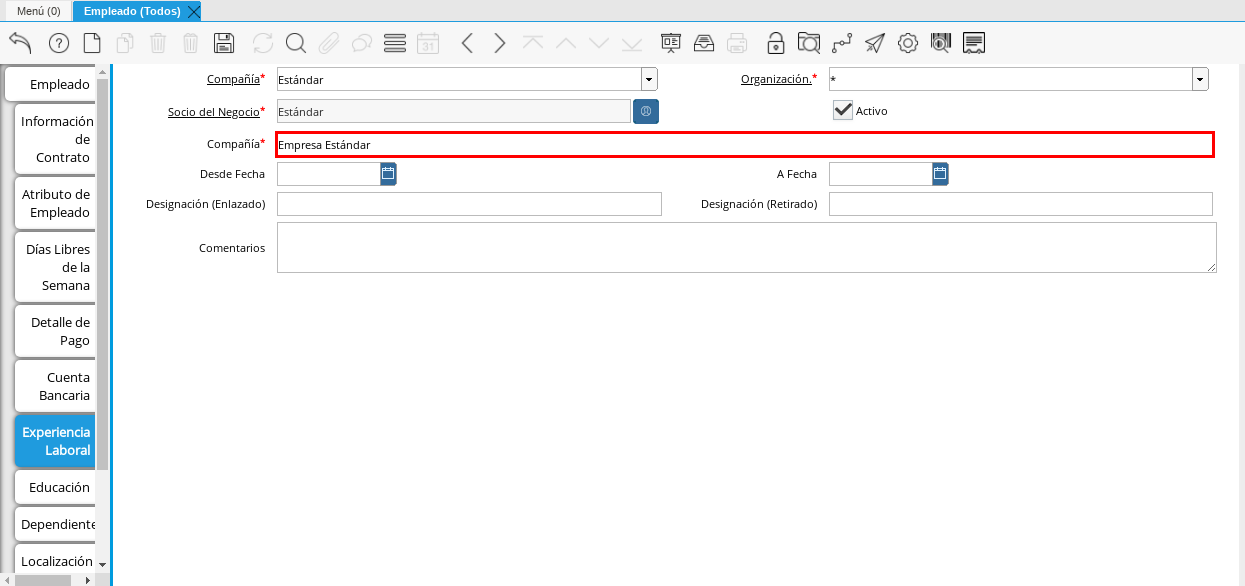 Menú (0)
Empleado (Todos)
31
Empleado
Información
de
Contrato
Atributo de
Empleado
Días Libres
de la
Semana
Detalle de
Pago
Cuenta
Bancaria
Experiencia
Laboral
Educación
Dependiente
Localización
Compañía* Estándar
Organización.* *
Socio del Negocio* Estándar
Activo
Compañía* Empresa Estándar
Desde Fecha
A Fecha
Designación (Enlazado)
Designación (Retirado)
Comentarios